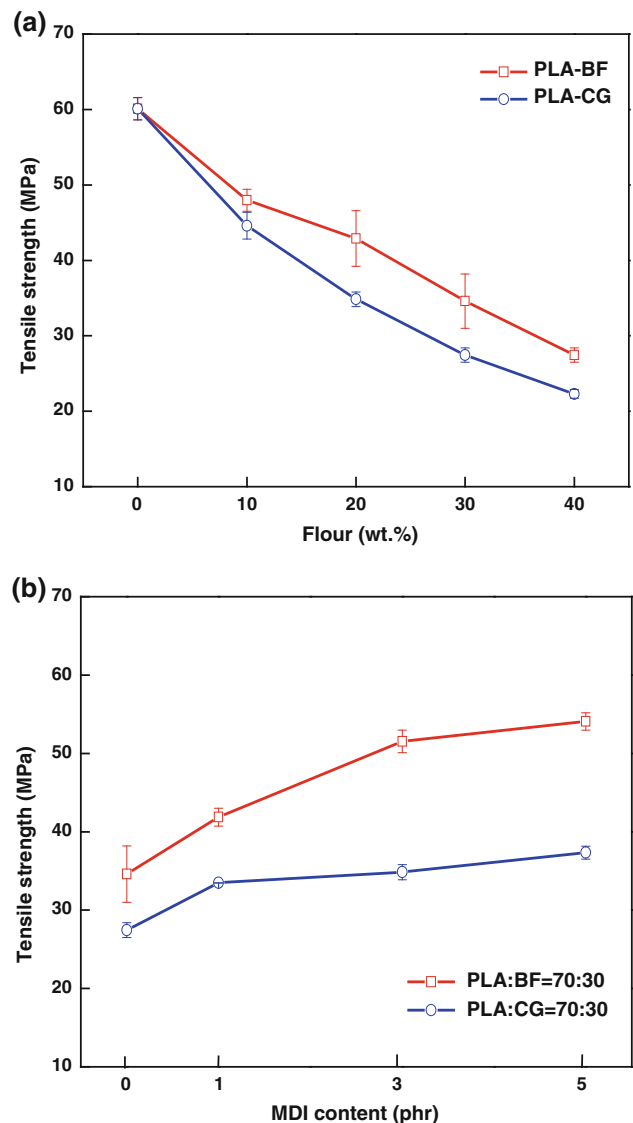 (a)
70
60
50
40
30
20
10
Tensile strength (MPa)
PLA-BF
PLA-CG
0 10 20 30 40
Flour (wt.%)
(b)
70
60
50
40
30
20
10
Tensile strength (MPa)
PLA:BF=70:30
PLA:CG=70:30
0 1 3 5
MDI content (phr)